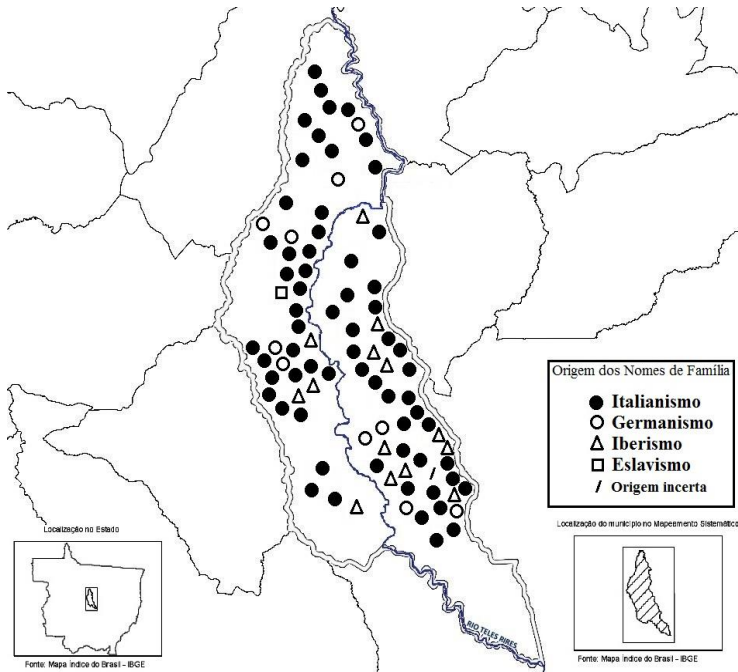 Origem dos Nomes de Família
Italianismo
Germanismo
Iberismo
Eslavismo
Origem incerta
Localização no Estado
Fonte: Mapa Índice do Brasil - IBGE
RIO TELES PIRES
Localização do município no Mapeamento Sistemático
Fonte: Mapa Índice do Brasil - IBGE